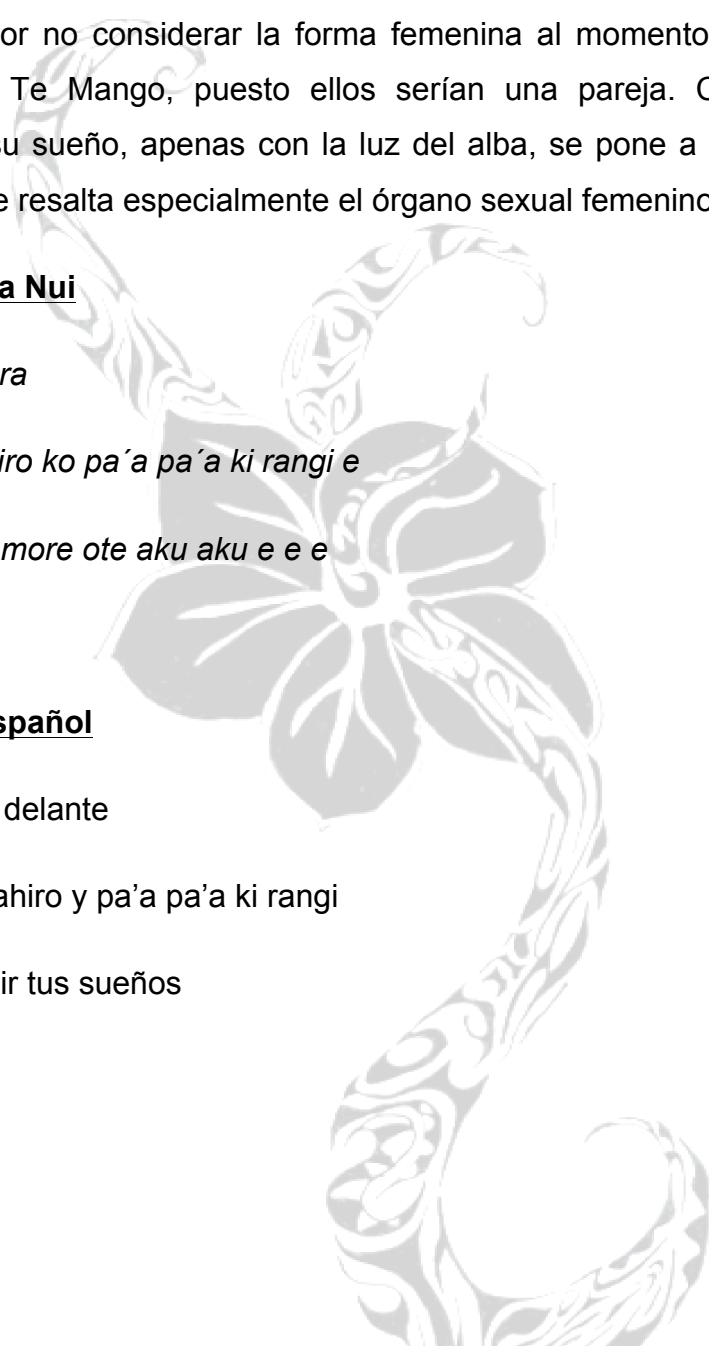 or no considerar la forma femenina al momento
Te Mango, puesto ellos serían una pareja.
su sueño, apenas con la luz del alba, se pone a
e resalta especialmente el órgano sexual femenino
a Nui
ra
iro ko pa´a pa´a ki rangi e
more ote aku aku e e e
spañol
delante
ahiro y pa’a pa’a ki rangi
ir tus sueños